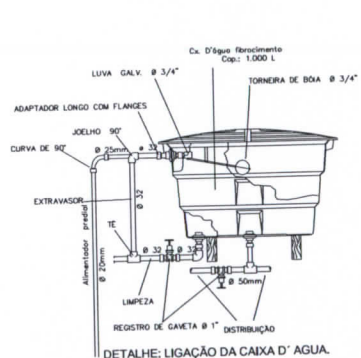 Cx. D'água fibrocimento
Cap.: 1.000 L
LUVA GALV. Ø 3/4"
TORNEIRA DE BÓIA Ø 3/4"
ADAPTADOR LONGO COM FLANGES
JOELHO 90°
CURVA DE 90°
Ø 25mm
Ø 32
EXTRAVASOR
Ø 32
Alimentador predial
Ø 20mm
TÊ
Ø 32
Ø 32
LIMPEZA
Ø 50mm
REGISTRO DE GAVETA Ø 1"
DISTRIBUIÇÃO
DETALHE: LIGAÇÃO DA CAIXA D' AGUA.